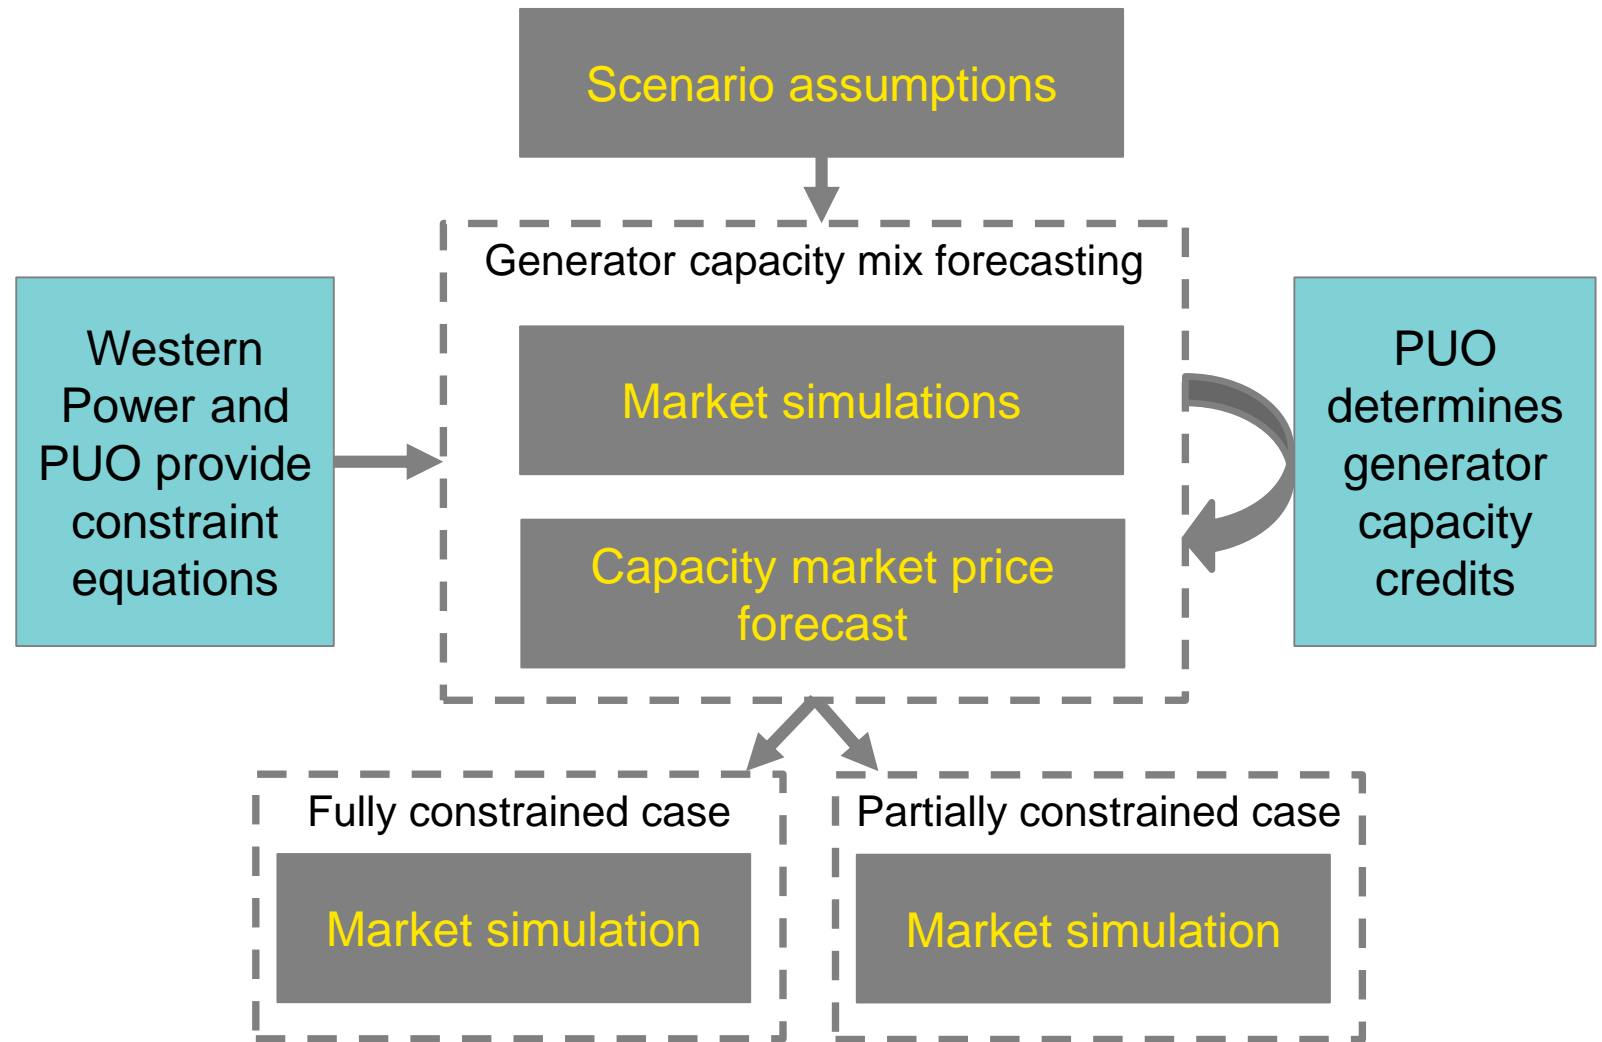 Scenario assumptions
Generator capacity mix forecasting
Western
Power and
PUO provide
constraint
equations
Market simulations
Capacity market price
forecast
PUO
determines
generator
capacity
credits
Fully constrained case
Market simulation
Partially constrained case
Market simulation